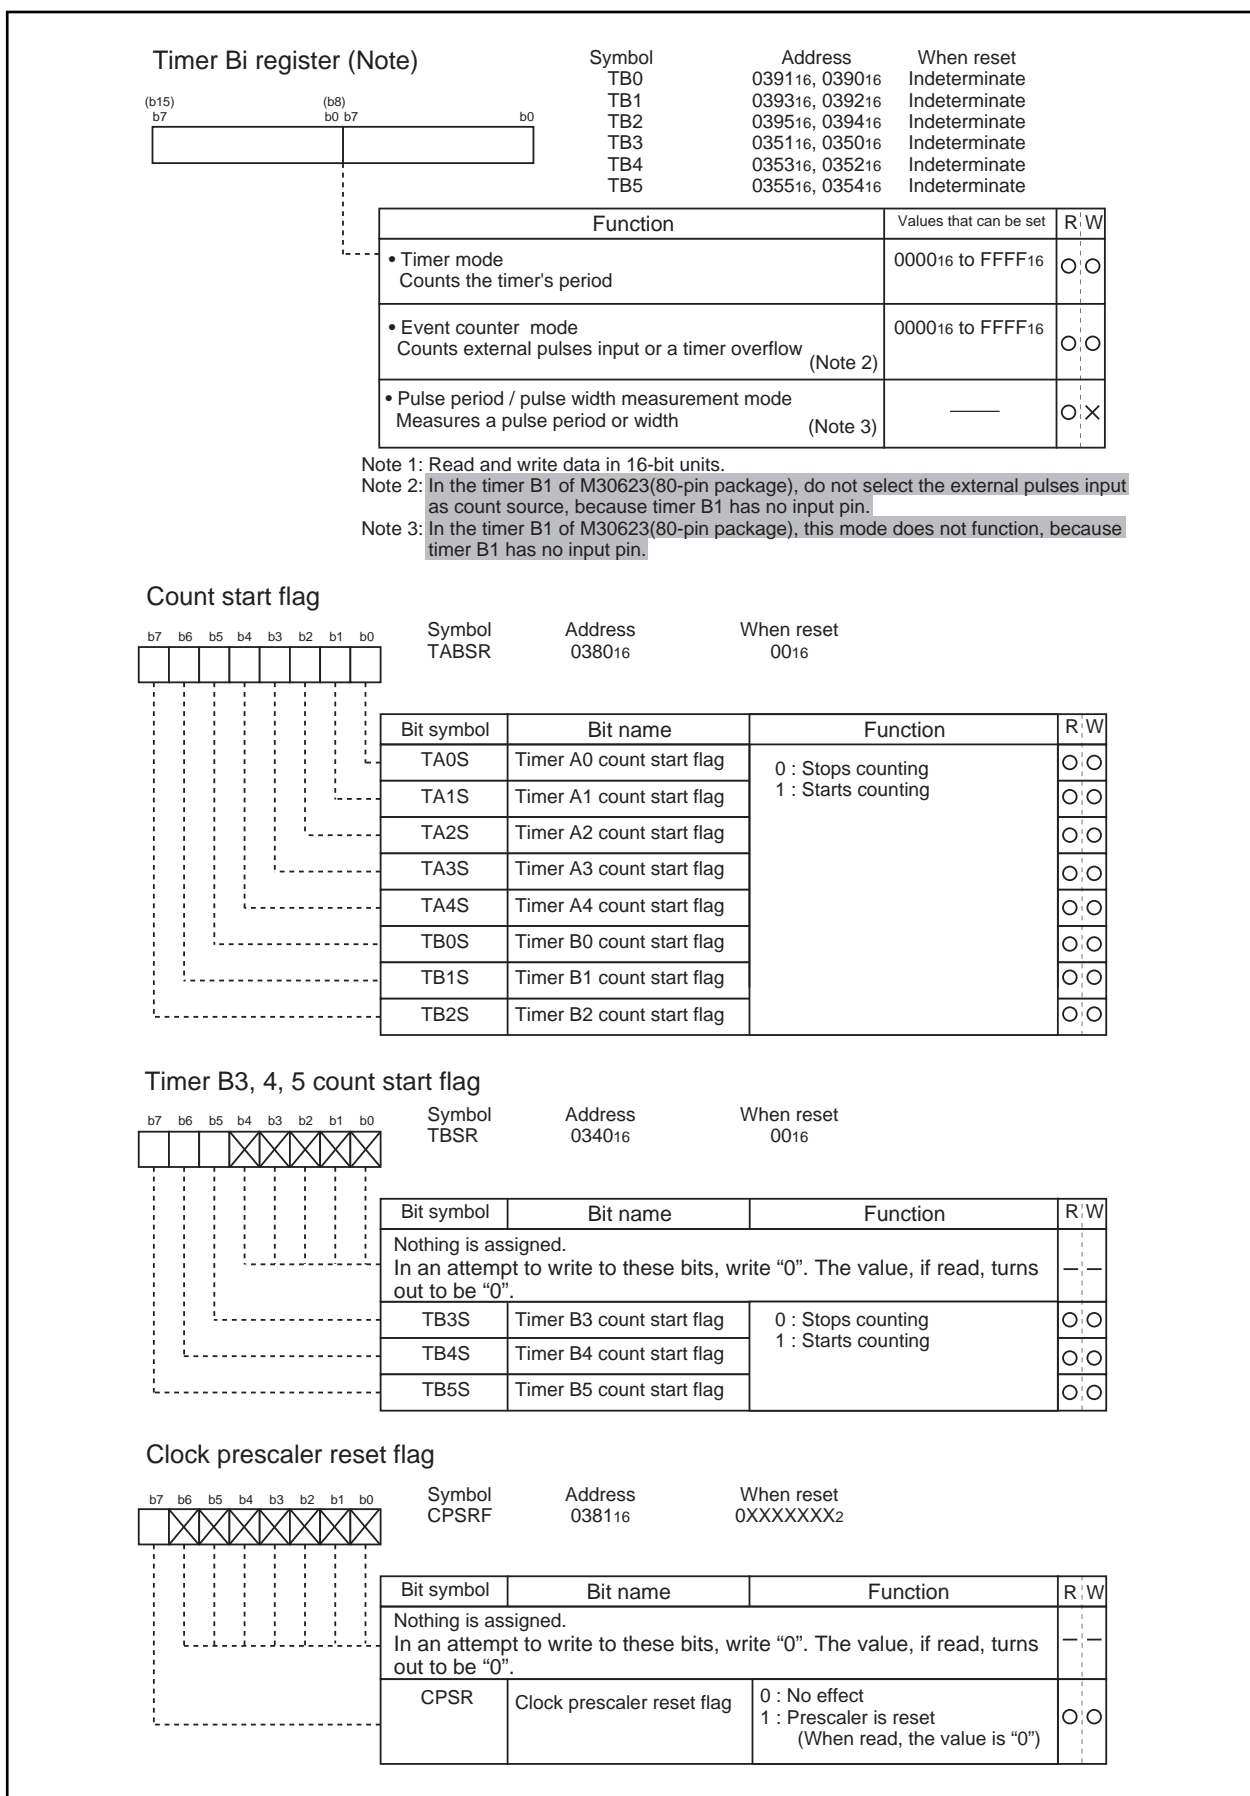 Timer Bi register (Note)
Symbol Address When reset
TB0 039116, 039016 Indeterminate
TB1 039316, 039216 Indeterminate
TB2 039516, 039416 Indeterminate
TB3 035116, 035016 Indeterminate
TB4 035316, 035216 Indeterminate
TB5 035516, 035416 Indeterminate
(b15) (b8)
b7 b0 b7 b0
Function Values that can be set R W
• Timer mode 000016 to FFFF16
Counts the timer's period
• Event counter mode 000016 to FFFF16
Counts external pulses input or a timer overflow
(Note 2)
• Pulse period / pulse width measurement mode
Measures a pulse period or width
(Note 3)
Note 1: Read and write data in 16-bit units.
Note 2: In the timer B1 of M30623(80-pin package), do not select the external pulses input
as count source, because timer B1 has no input pin.
Note 3: In the timer B1 of M30623(80-pin package), this mode does not function, because
timer B1 has no input pin.
Count start flag
b7 b6 b5 b4 b3 b2 b1 b0
Symbol Address When reset
TABSR 038016 0016
Bit symbol Bit name Function R W
TA0S Timer A0 count start flag 0 : Stops counting
TA1S Timer A1 count start flag 1 : Starts counting
TA2S Timer A2 count start flag
TA3S Timer A3 count start flag
TA4S Timer A4 count start flag
TB0S Timer B0 count start flag
TB1S Timer B1 count start flag
TB2S Timer B2 count start flag
Timer B3, 4, 5 count start flag
b7 b6 b5 b4 b3 b2 b1 b0
Symbol Address When reset
TBSR 034016 0016
Bit symbol Bit name Function R W
Nothing is assigned.
In an attempt to write to these bits, write “0”. The value, if read, turns
out to be “0”.
TB3S Timer B3 count start flag 0 : Stops counting
TB4S Timer B4 count start flag 1 : Starts counting
TB5S Timer B5 count start flag
Clock prescaler reset flag
b7 b6 b5 b4 b3 b2 b1 b0
Symbol Address When reset
CPSRF 038116 0XXXXXXX2
Bit symbol Bit name Function R W
Nothing is assigned.
In an attempt to write to these bits, write “0”. The value, if read, turns
out to be “0”.
CPSR Clock prescaler reset flag 0 : No effect
1 : Prescaler is reset
(When read, the value is “0”)